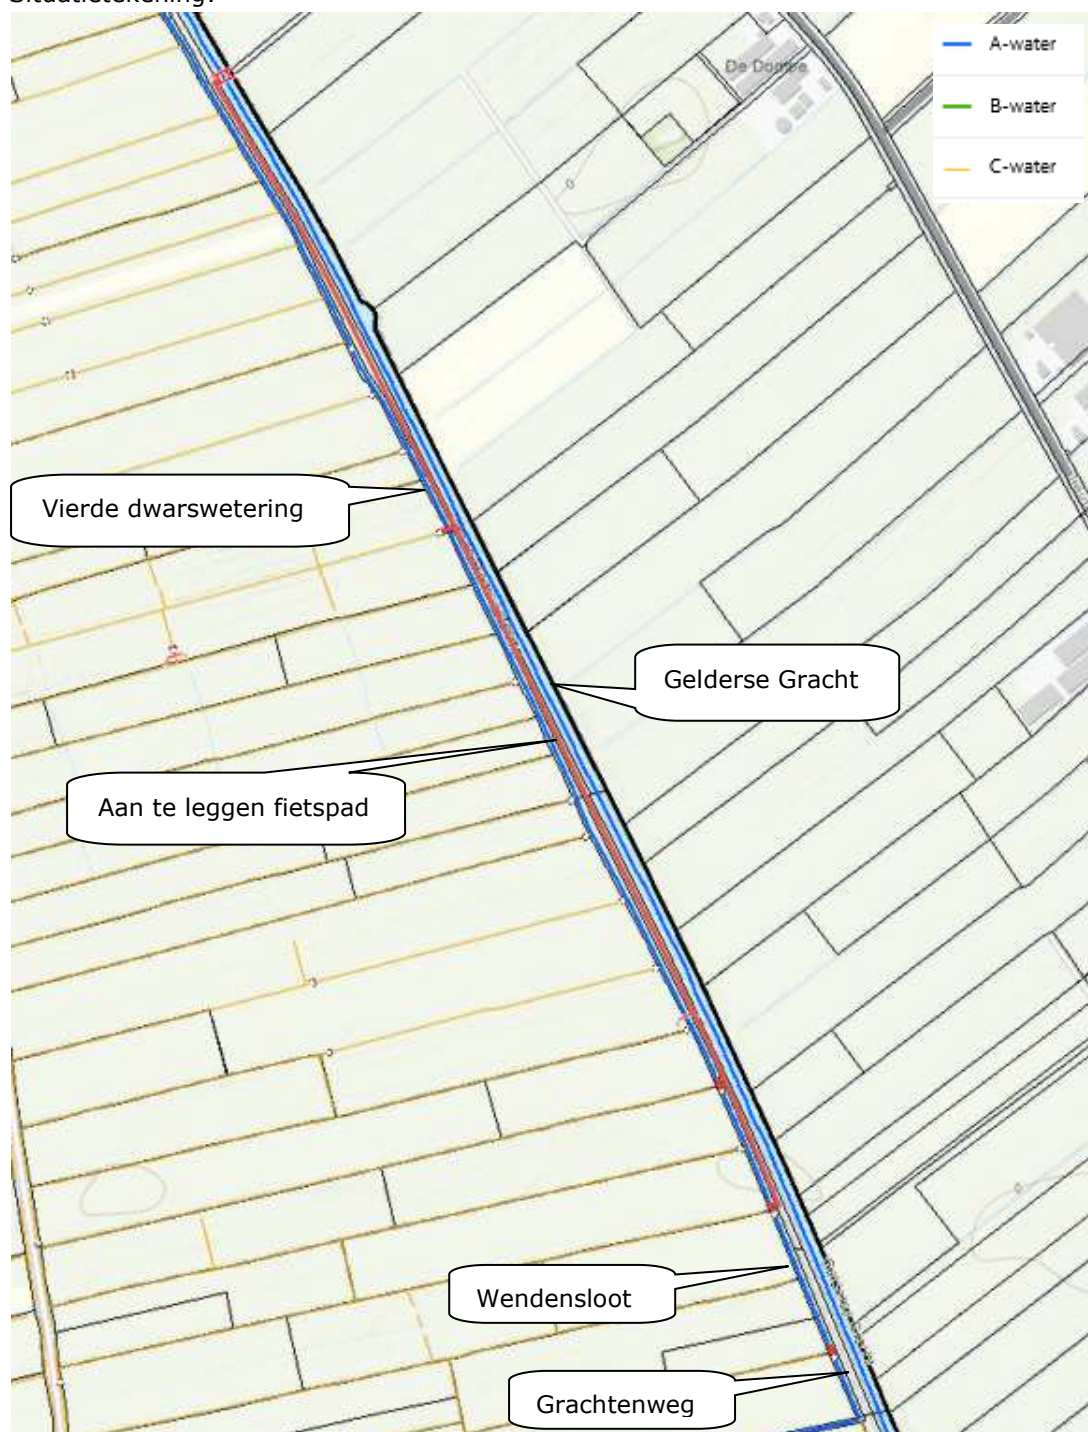 Situatietekening:
De Dompe
A-water
B-water
C-water
Vierde dwarswetering
Gelderse Gracht
Aan te leggen fietspad
Wendensloot
Grachtenweg